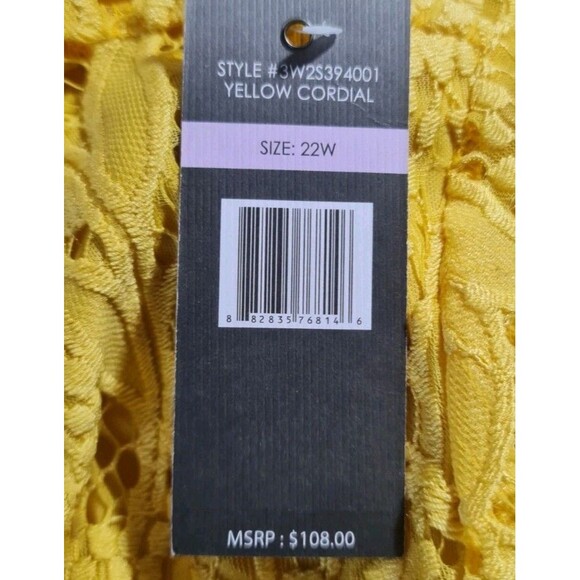 STYLE #3W2S394001
YELLOW CORDIAL
SIZE: 22W
8 82835 76814 6
MSRP : $108.00